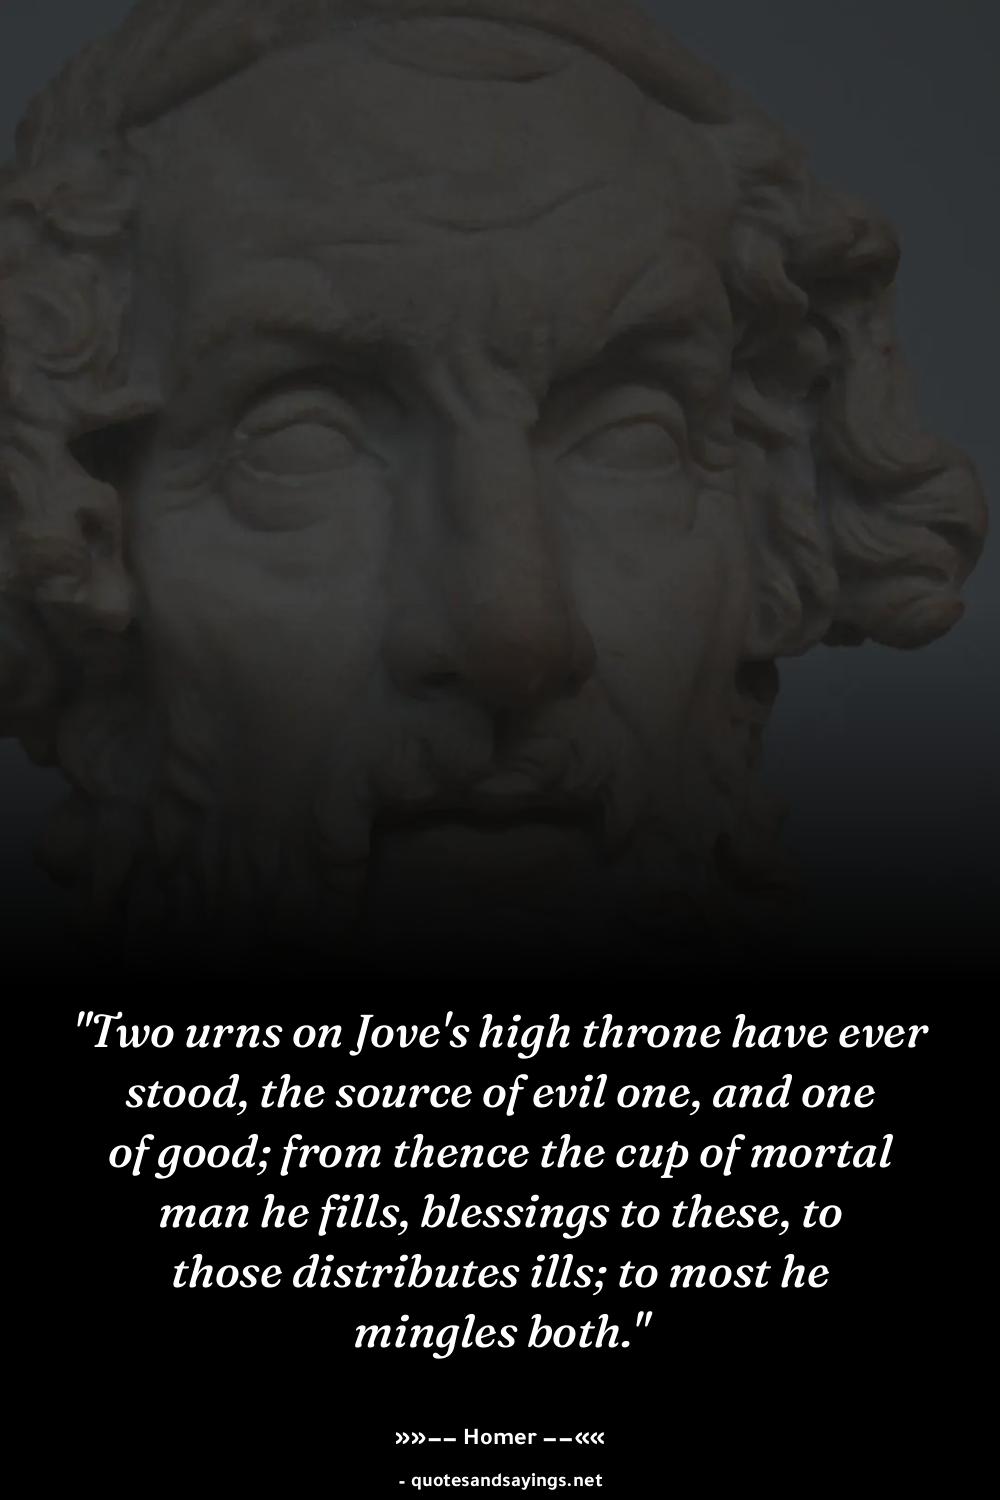 "Two urns on Jove's high throne have ever
stood, the source of evil one, and one
of good; from thence the cup of mortal
man he fills, blessings to these, to
those distributes ills; to most he
mingles both."
»»−− Homer −−««
- quotesandsayings.net